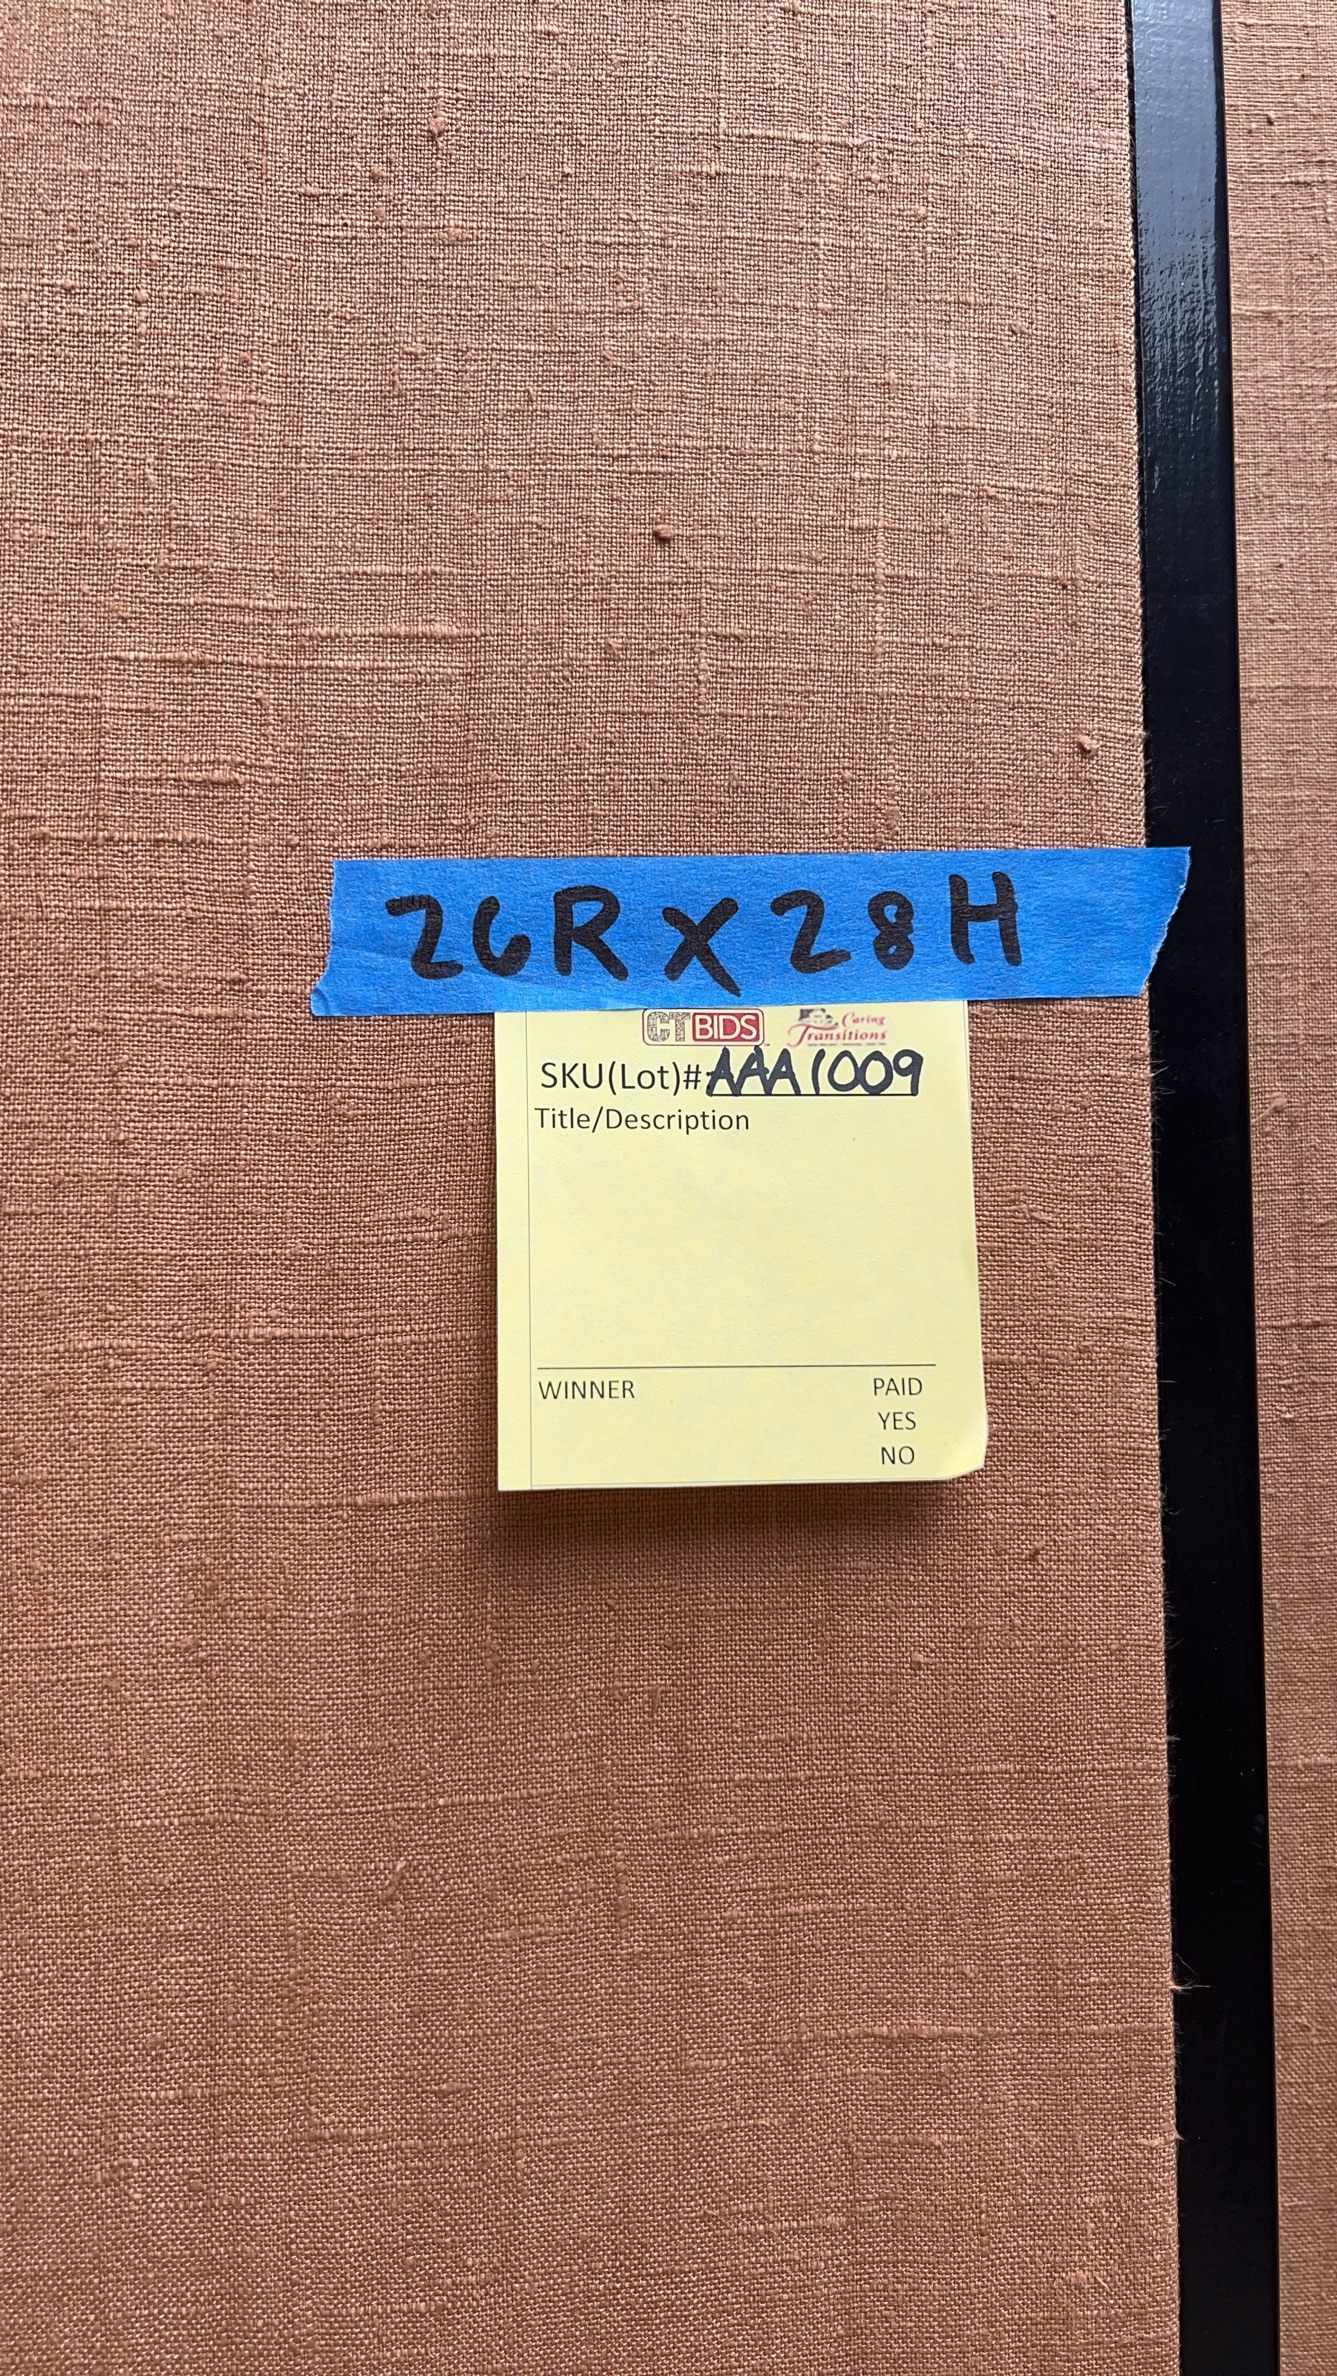 26R X 28H
CTBIDS
Caring
Transitions
SKU(Lot)#AAA1009
Title/Description
WINNER
PAID
YES
NO